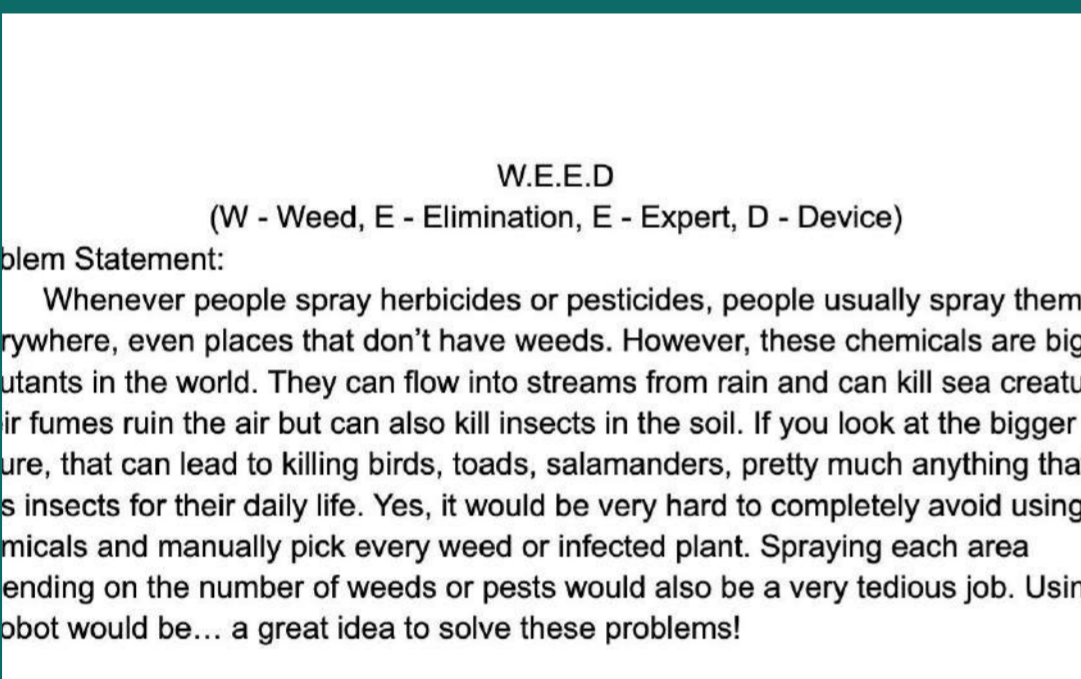 W.E.E.D
(W - Weed, E - Elimination, E - Expert, D - Device)
blem Statement:
Whenever people spray herbicides or pesticides, people usually spray them
rywhere, even places that don't have weeds. However, these chemicals are big
utants in the world. They can flow into streams from rain and can kill sea creatu
ir fumes ruin the air but can also kill insects in the soil. If you look at the bigger
ure, that can lead to killing birds, toads, salamanders, pretty much anything tha
s insects for their daily life. Yes, it would be very hard to completely avoid using
micals and manually pick every weed or infected plant. Spraying each area
ending on the number of weeds or pests would also be a very tedious job. Usin
obot would be... a great idea to solve these problems!